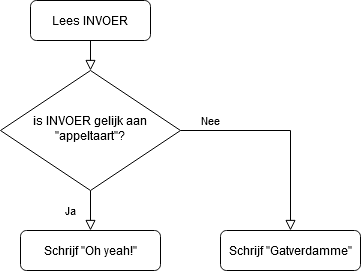 Lees INVOER
is INVOER gelijk aan
"appeltaart"?
Nee
Ja
Schrijf "Oh yeah!"
Schrijf "Gatverdamme"